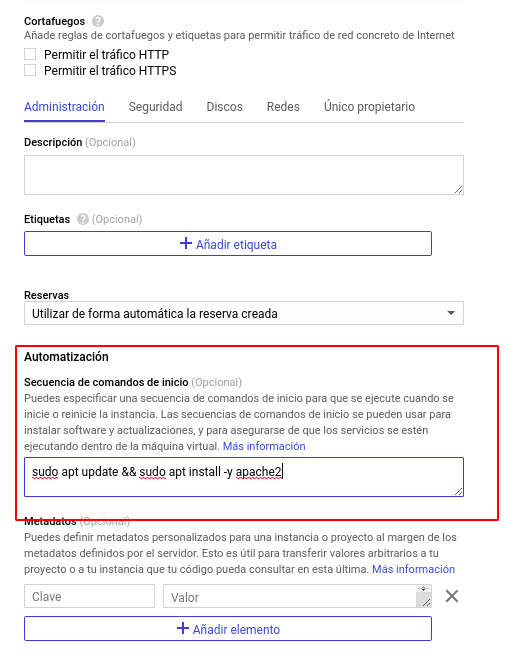 Cortafuegos ?
Añade reglas de cortafuegos y etiquetas para permitir tráfico de red concreto de Internet
Permitir el tráfico HTTP
Permitir el tráfico HTTPS
Administración Seguridad Discos Redes Único propietario
Descripción (Opcional)
Etiquetas ? (Opcional)
+ Añadir etiqueta
Reservas
Utilizar de forma automática la reserva creada
Automatización
Secuencia de comandos de inicio (Opcional)
Puedes especificar una secuencia de comandos de inicio para que se ejecute cuando se
inicie o reinicie la instancia. Las secuencias de comandos de inicio se pueden usar para
instalar software y actualizaciones, y para asegurarse de que los servicios se estén
ejecutando dentro de la máquina virtual. Más información
sudo apt update && sudo apt install -y apache2
Metadatos (Opcional)
Puedes definir metadatos personalizados para una instancia o proyecto al margen de los
metadatos definidos por el servidor. Esto es útil para transferir valores arbitrarios a tu
proyecto o a tu instancia que tu código pueda consultar en esta última. Más información
Clave Valor
+ Añadir elemento